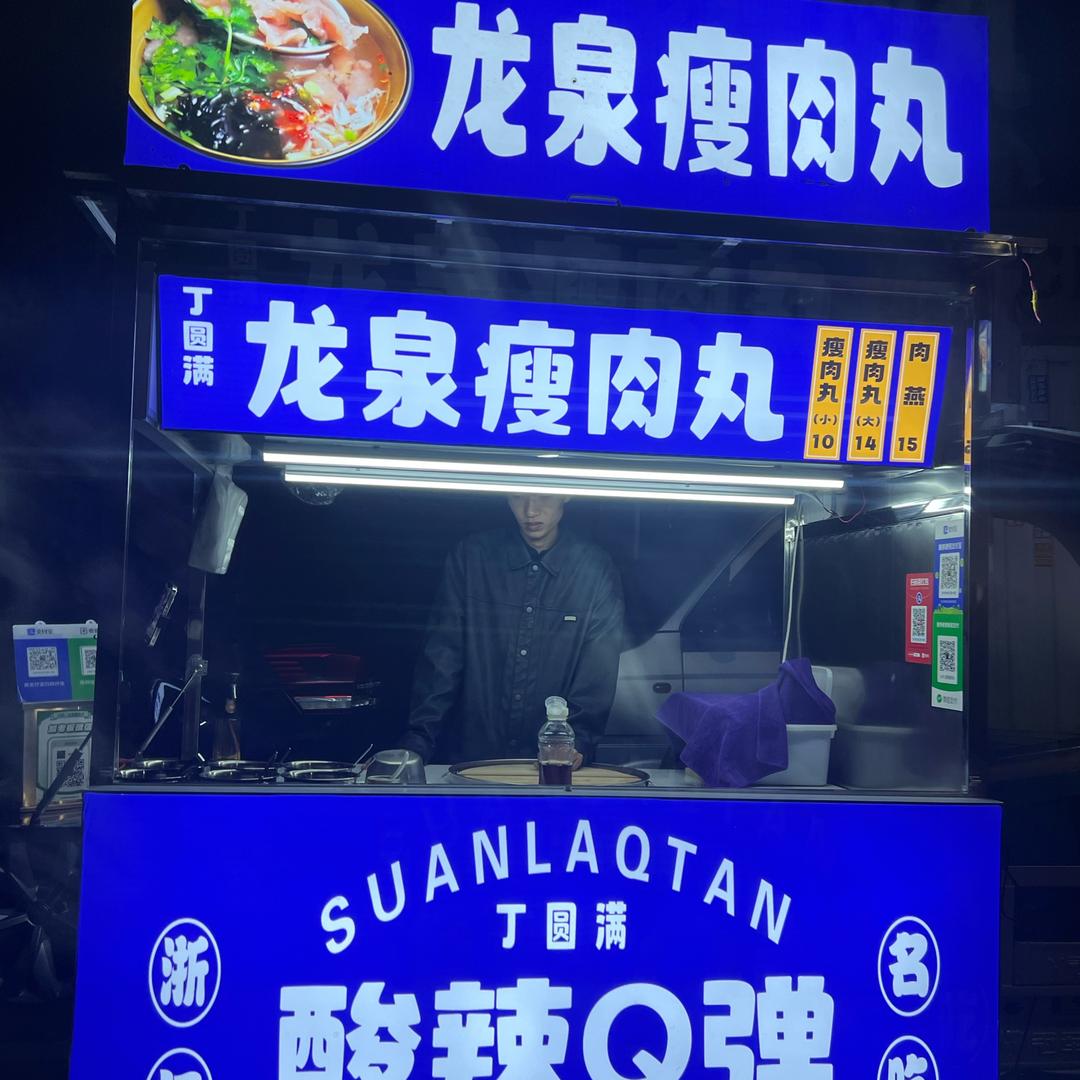 龙泉瘦肉丸
丁圆满
龙泉瘦肉丸
瘦肉丸
(小)
10
瘦肉丸
(大)
14
肉燕
15
SUANLAQTAN
丁圆满
浙
名
酸辣Q弹